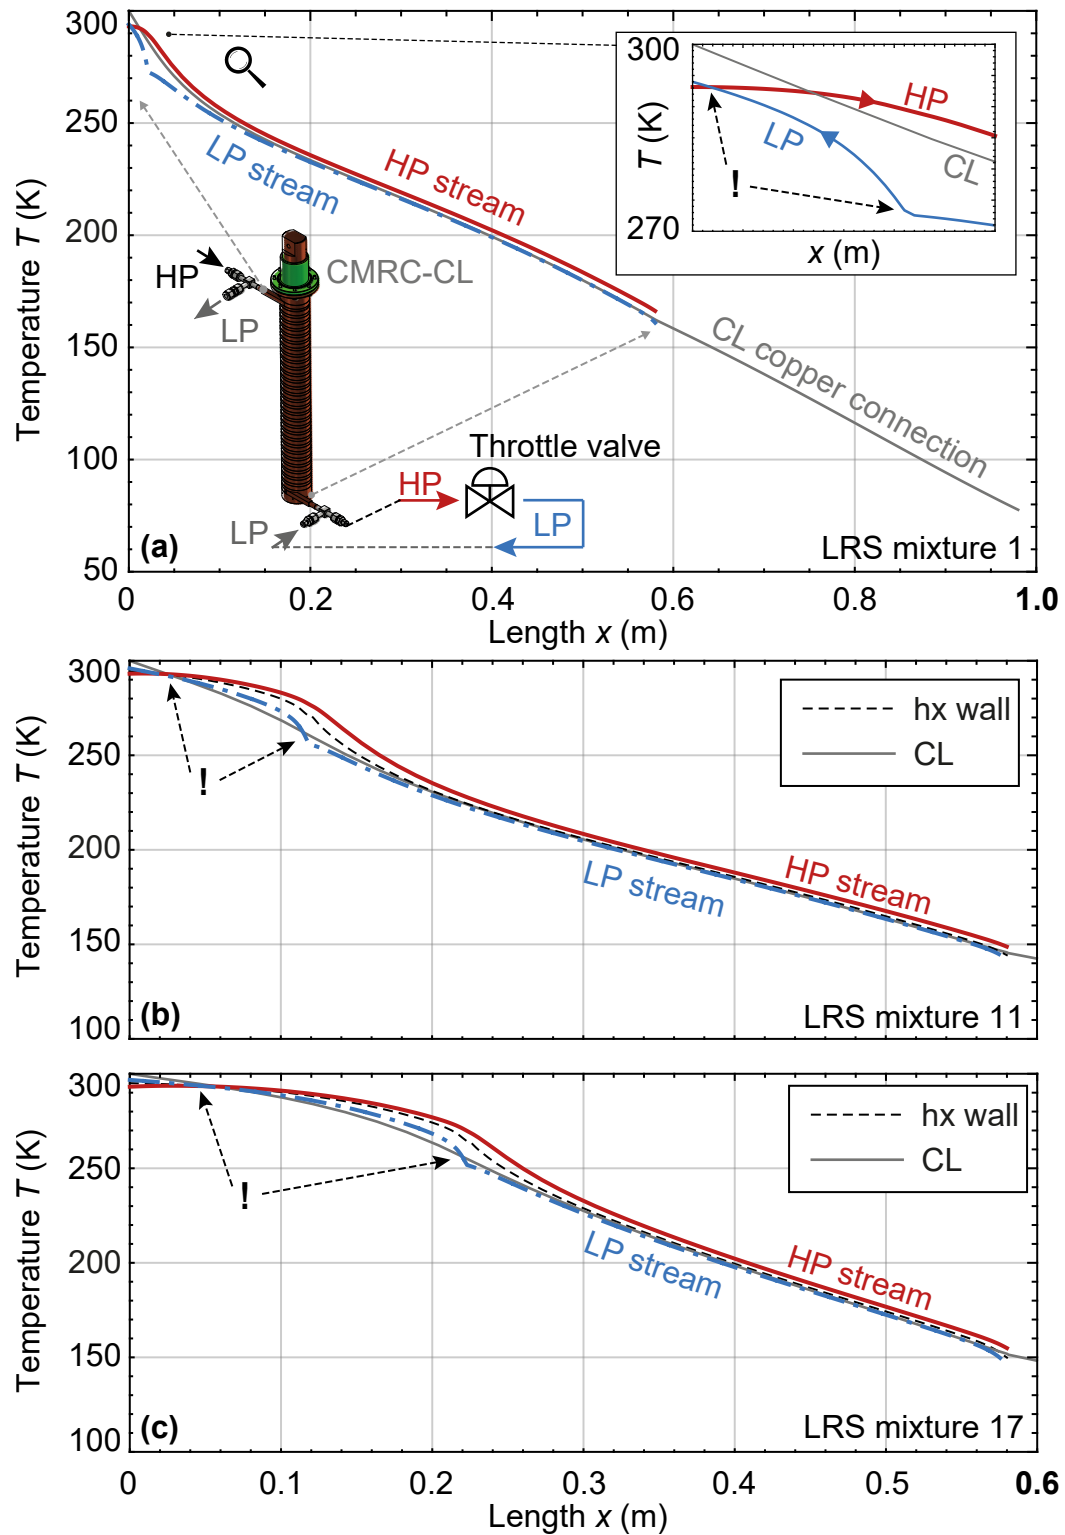 300
250
200
150
100
50
Temperature T (K)
LP stream
HP stream
HP
LP
CMRC-CL
300
T (K)
270
HP
LP
CL
!
x (m)
CL copper connection
Throttle valve
HP
LP
LP
(a)
LRS mixture 1
0
0.2
0.4
0.6
0.8
1.0
Length x (m)
300
250
200
150
100
Temperature T (K)
!
hx wall
CL
LP stream
HP stream
(b)
LRS mixture 11
300
250
200
150
100
Temperature T (K)
!
hx wall
CL
LP stream
HP stream
(c)
LRS mixture 17
0
0.1
0.2
0.3
0.4
0.5
0.6
Length x (m)